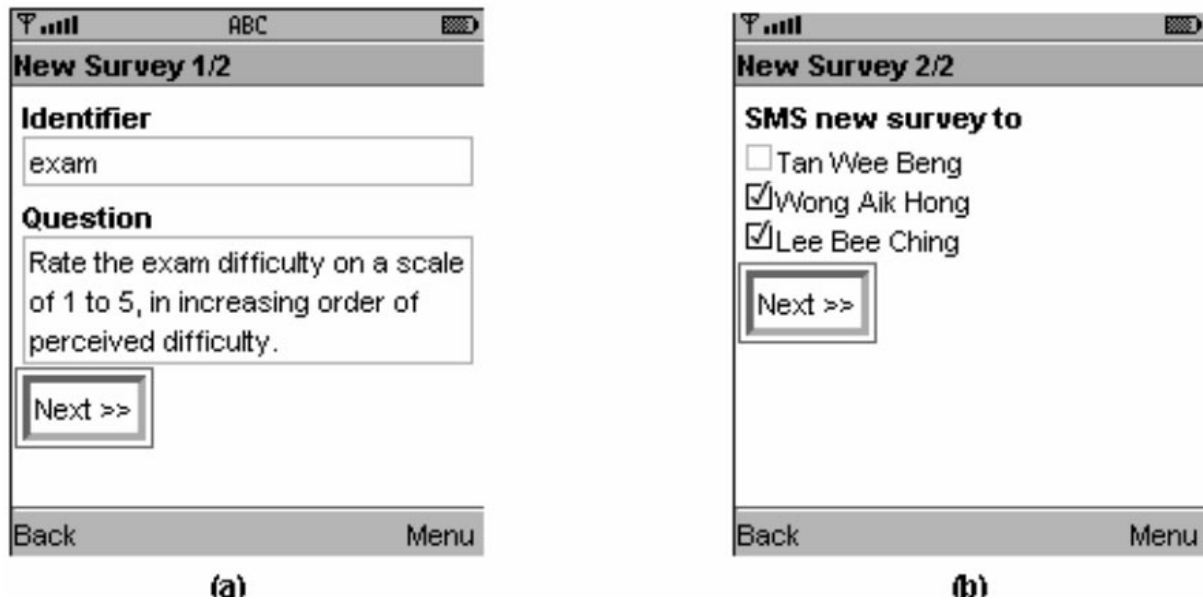 ABC
New Survey 1/2
Identifier
exam
Question
Rate the exam difficulty on a scale
of 1 to 5, in increasing order of
perceived difficulty.
Next >>
Back Menu
(a)
New Survey 2/2
SMS new survey to
Tan Wee Beng
Wong Aik Hong
Lee Bee Ching
Next >>
Back Menu
(b)